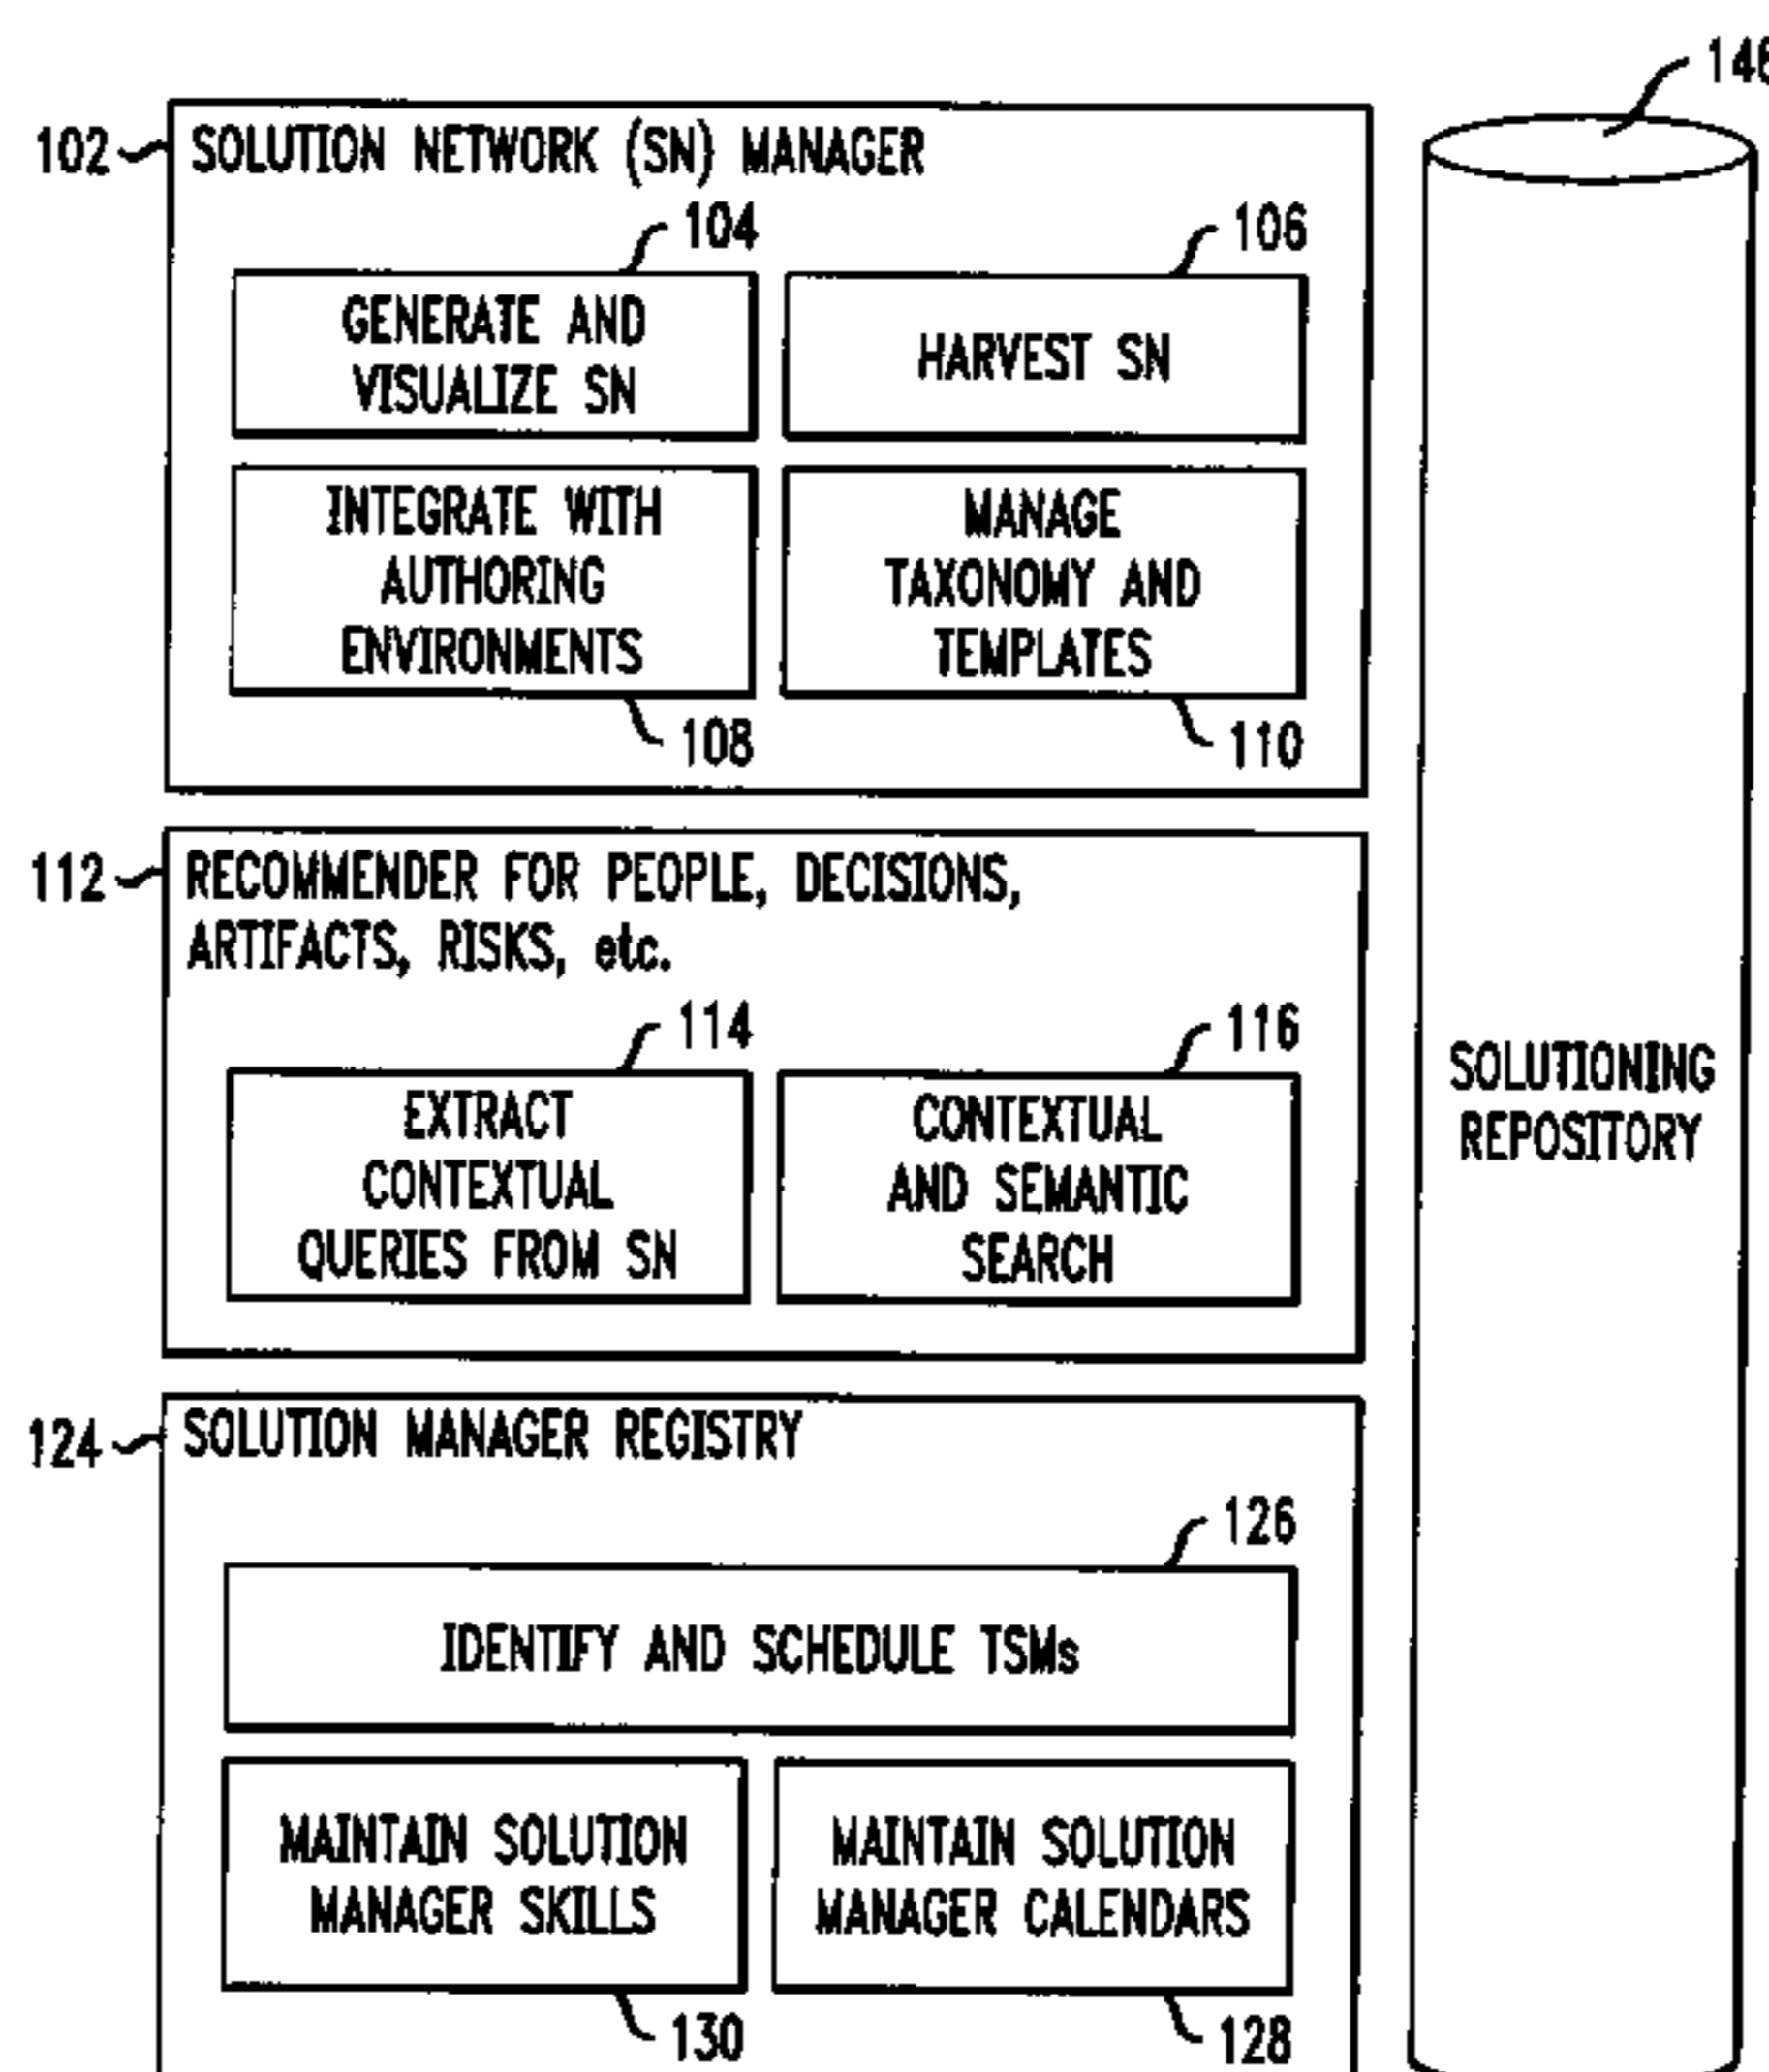 146
102
SOLUTION NETWORK (SN) MANAGER
104
106
GENERATE AND
VISUALIZE SN
HARVEST SN
INTEGRATE WITH
AUTHORING
ENVIRONMENTS
MANAGE
TAXONOMY AND
TEMPLATES
108
110
112
RECOMMENDER FOR PEOPLE, DECISIONS,
ARTIFACTS, RISKS, etc.
114
116
EXTRACT
CONTEXTUAL
QUERIES FROM SN
CONTEXTUAL
AND SEMANTIC
SEARCH
SOLUTIONING
REPOSITORY
124
SOLUTION MANAGER REGISTRY
126
IDENTIFY AND SCHEDULE TSMs
MAINTAIN SOLUTION
MANAGER SKILLS
MAINTAIN SOLUTION
MANAGER CALENDARS
130
128